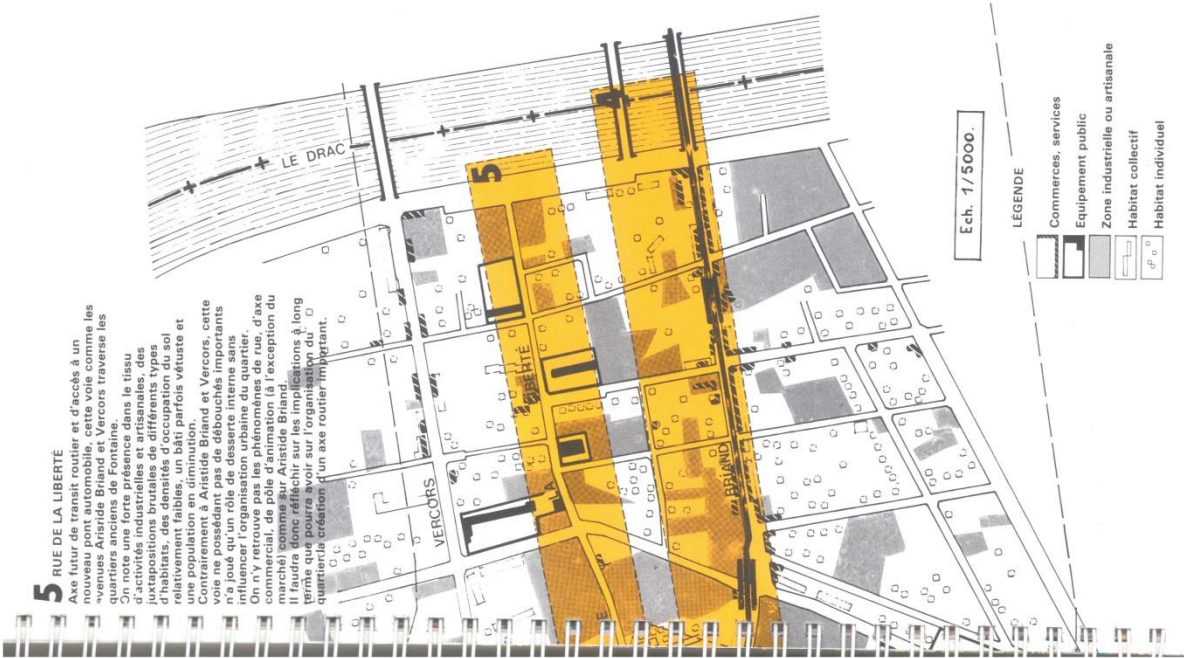 5 RUE DE LA LIBERTÉ
Axe futur de transit routier et d'accès à un
nouveau pont automobile, cette voie comme les
avenues Arisride Briand et Vercors traverse les
quartiers anciens de Fontaine.
On note une forte présence dans le tissu
d'activités industrielles et artisanales, des
juxtapositions brutales de différents types
d'habitats, des densités d'occupation du sol
relativement faibles, un bâti parfois vétuste et
une population en diminution.
Contrairement à Aristide Briand et Vercors, cette
voie ne possédant pas de débouchés importants
n'a joué qu'un rôle de desserte interne sans
influencer l'organisation urbaine du quartier.
On n'y retrouve pas les phénomènes de rue, d'axe
commercial, de pôle d'animation (à l'exception du
marché) comme sur Aristide Briand.
Il faudra donc réfléchir sur les implications à long
terme que pourra avoir sur l'organisation du
quartier la création d'un axe routier important.
LE DRAC
5
VERCORS
LA
LIBERTÉ
E
BRIAND
Ech. 1/5000.
LÉGENDE
Commerces, services
Equipement public
Zone industrielle ou artisanale
Habitat collectif
Habitat individuel